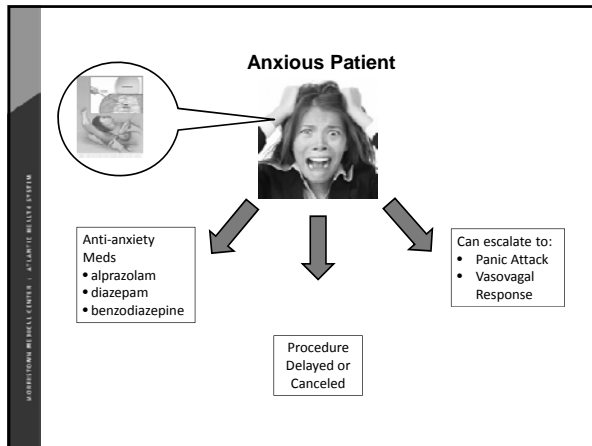 Anxious Patient
MORRISTOWN MEDICAL CENTER | ATLANTIC HEALTH SYSTEM
Anti-anxiety
Meds
• alprazolam
• diazepam
• benzodiazepine
Can escalate to:
• Panic Attack
• Vasovagal
Response
Procedure
Delayed or
Canceled